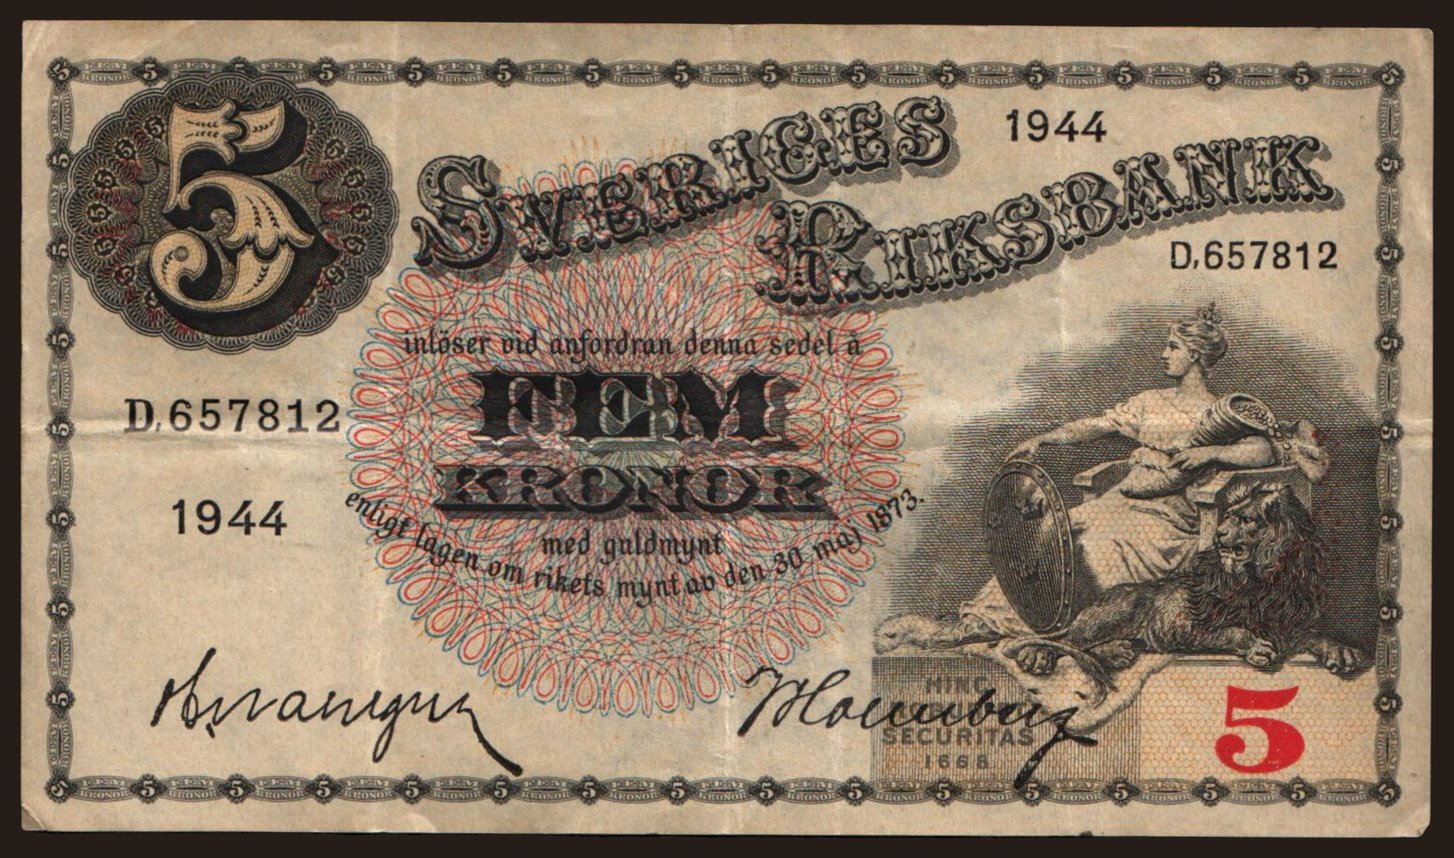 5
SVERIGES
1944
RIKSBANK
D,657812
inlöser vid anfordran denna sedel å
D,657812
FEM
KRONOR
1944
med guldmynt
enligt lagen om rikets mynt av den 30 maj 1873.
HINC
SECURITAS
1668
5